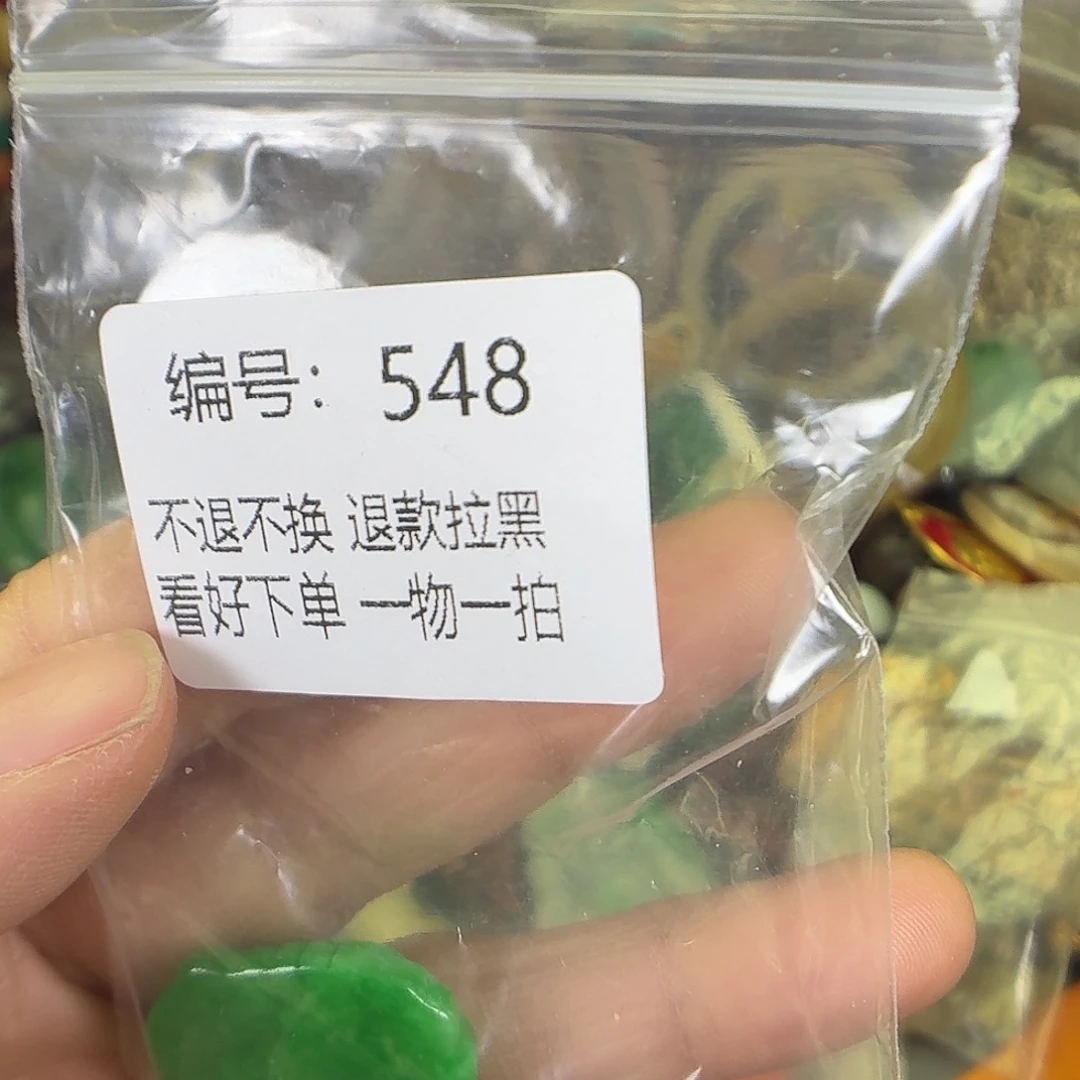 编号: 548
不退不换 退款拉黑
看好下单 一物一拍